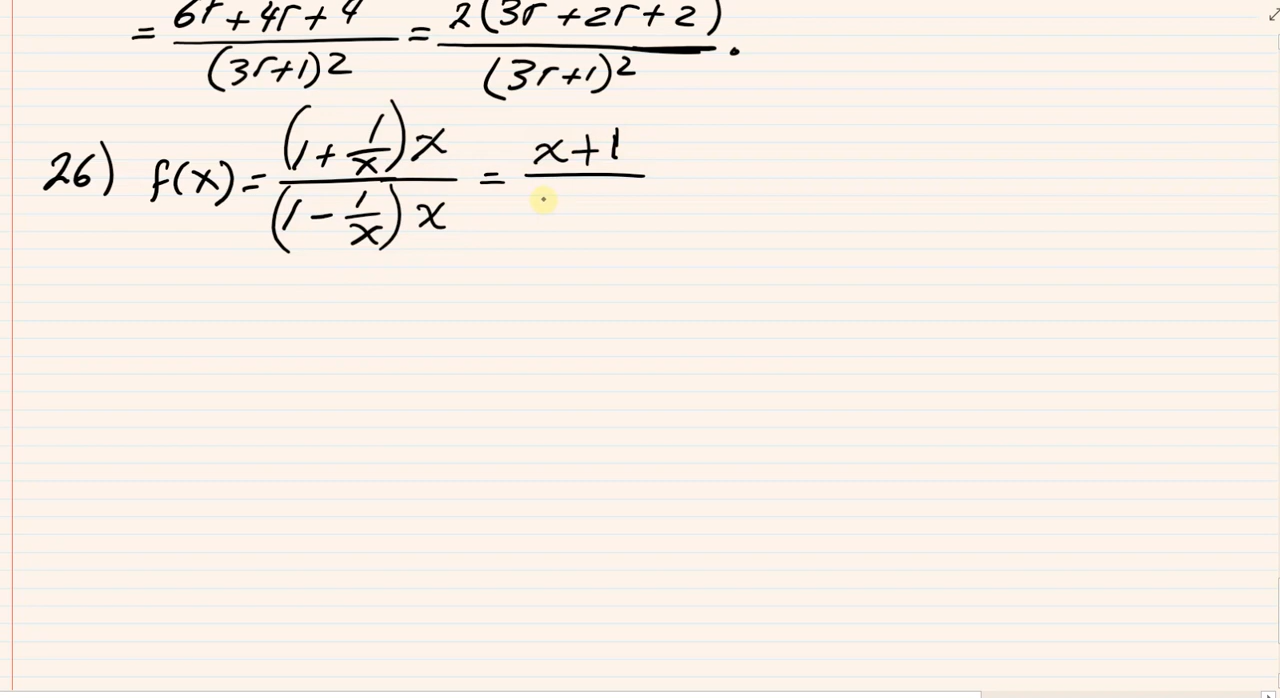 = (6r + 4r + 4)/(3r+1)2 = 2(3r + 2r + 2)/(3r+1)².
26) f(x) = (1 + 1/x)x / (1 - 1/x)x = x+1/